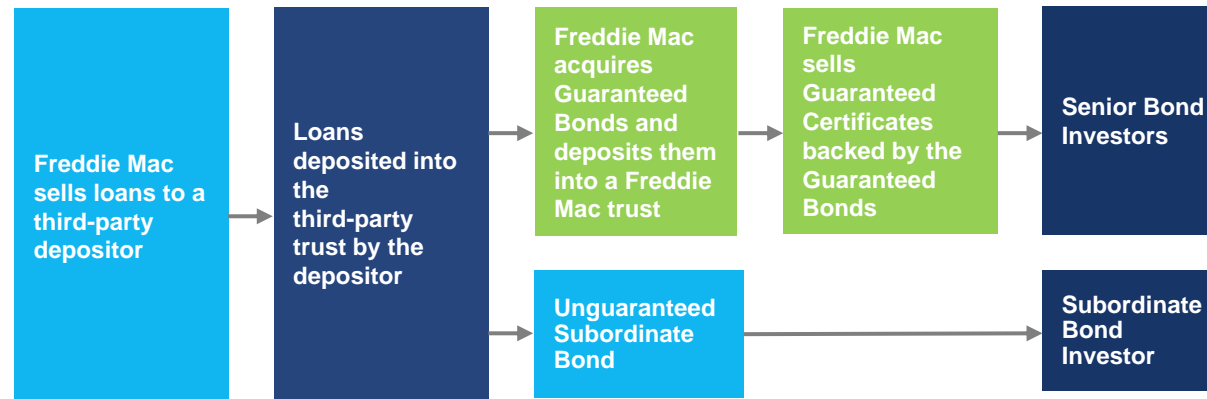 Freddie Mac
sells loans to a
third-party
depositor
Loans
deposited into
the
third-party
trust by the
depositor
Freddie Mac
acquires
Guaranteed
Bonds and
deposits them
into a Freddie
Mac trust
Freddie Mac
sells
Guaranteed
Certificates
backed by the
Guaranteed
Bonds
Senior Bond
Investors
Unguaranteed
Subordinate
Bond
Subordinate
Bond
Investor